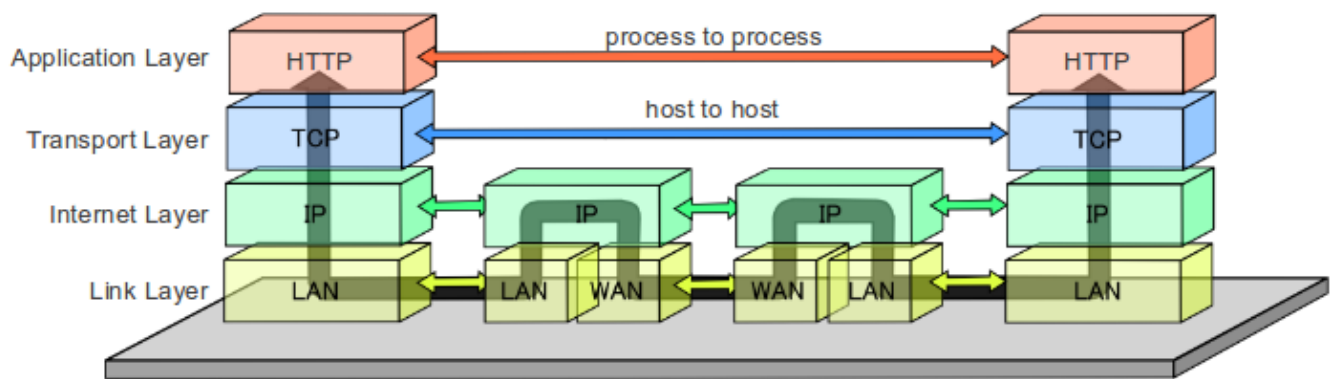 Application Layer HTTP process to process HTTP
Transport Layer TCP host to host TCP
Internet Layer IP IP IP IP
Link Layer LAN LAN WAN WAN LAN LAN